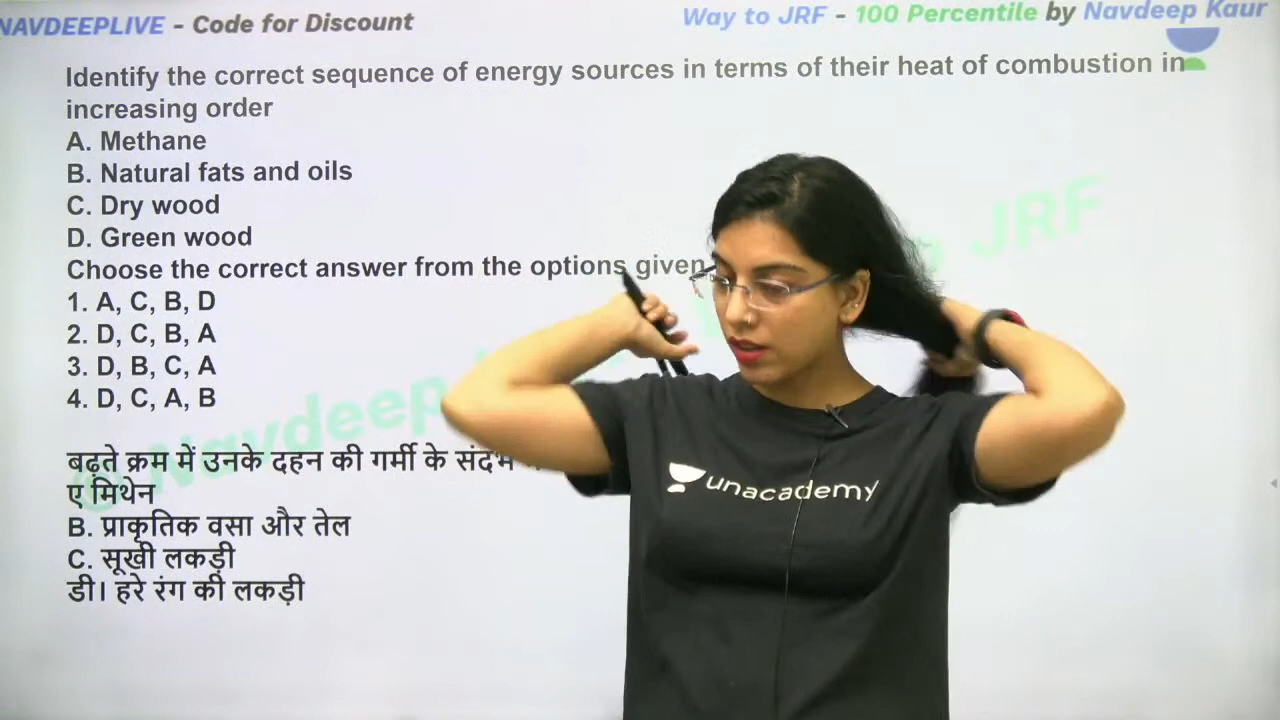 NAVDEEPLIVE - Code for Discount
Way to JRF - 100 Percentile by Navdeep Kaur
Identify the correct sequence of energy sources in terms of their heat of combustion in
increasing order
A. Methane
B. Natural fats and oils
C. Dry wood
D. Green wood
Choose the correct answer from the options given
1. A, C, B, D
2. D, C, B, A
3. D, B, C, A
4. D, C, A, B
बढ़ते क्रम में उनके दहन की गर्मी के संदर्भ
ए मिथेन
B. प्राकृतिक वसा और तेल
C. सूखी लकड़ी
डी। हरे रंग की लकड़ी
unacademy
@ Navdeep
JRF